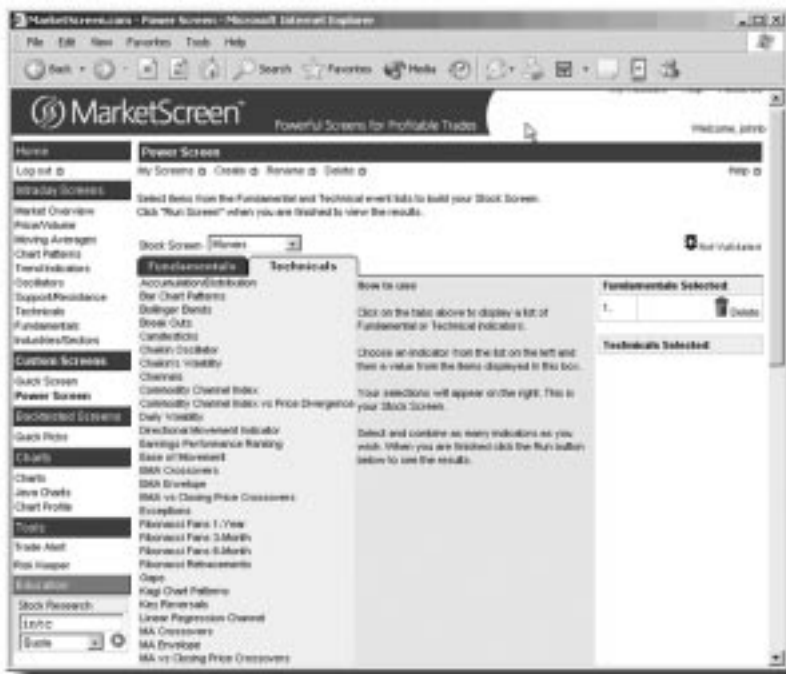 MarketScreen.com - Power Screen - Microsoft Internet Explorer
File Edit View Favorites Tools Help
Back Search Favorites Media
MarketScreen™
Powerful Screens for Profitable Trades
Welcome, johnb
Home
Log out
Intraday Screens
Market Overview
Price/Volume
Moving Averages
Chart Patterns
Trend Indicators
Oscillators
Support/Resistance
Technicals
Fundamentals
Industries/Sectors
Custom Screens
Quick Screen
Power Screen
Backtested Screens
Quick Picks
Charts
Charts
Java Charts
Chart Profile
Tools
Trade Alert
Risk Keeper
Education
Stock Research
intc
Quote
Power Screen
My Screens Create Rename Delete
Help
Select items from the Fundamental and Technical event lists to build your Stock Screen.
Click "Run Screen" when you are finished to view the results.
Stock Screen: Movers
Not Validated
Fundamentals Technicals
Accumulation/Distribution
Bar Chart Patterns
Bollinger Bands
Break Outs
Candlesticks
Chaikin Oscillator
Chaikin's Volatility
Channels
Commodity Channel Index
Commodity Channel Index vs Price Divergence
Daily Volatility
Directional Movement Indicator
Earnings Performance Ranking
Ease of Movement
EMA Crossovers
EMA Envelope
EMA vs Closing Price Crossovers
Exceptions
Fibonacci Fans 1-Year
Fibonacci Fans 3-Month
Fibonacci Fans 6-Month
Fibonacci Retracements
Gaps
Kagi Chart Patterns
Key Reversals
Linear Regression Channel
MA Crossovers
MA Envelope
MA vs Closing Price Crossovers
How to use
Click on the tabs above to display a list of
Fundamental or Technical indicators.
Choose an indicator from the list on the left and
then a value from the items displayed in this box.
Your selections will appear on the right. This is
your Stock Screen.
Select and combine as many indicators as you
wish. When you are finished click the Run button
below to see the results.
Fundamentals Selected
1. Delete
Technicals Selected